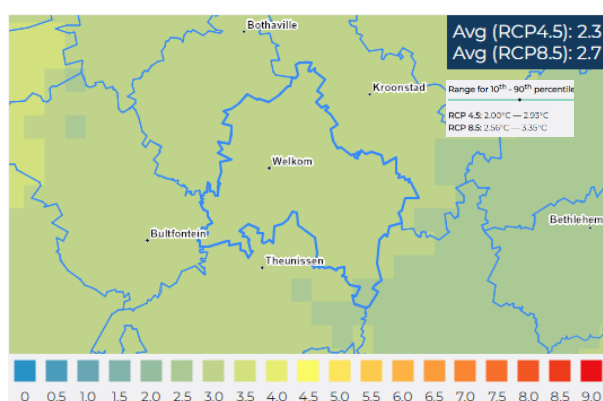 Bothaville
Avg (RCP4.5): 2.3
Avg (RCP8.5): 2.7
Range for 10th - 90th percentile
Kroonstad
RCP 4.5: 2.00°C — 2.93°C
RCP 8.5: 2.56°C — 3.35°C
Welkom
Bethlehem
Bultfontein
Theunissen
0 0.5 1.0 1.5 2.0 2.5 3.0 3.5 4.0 4.5 5.0 5.5 6.0 6.5 7.0 7.5 8.0 8.5 9.0